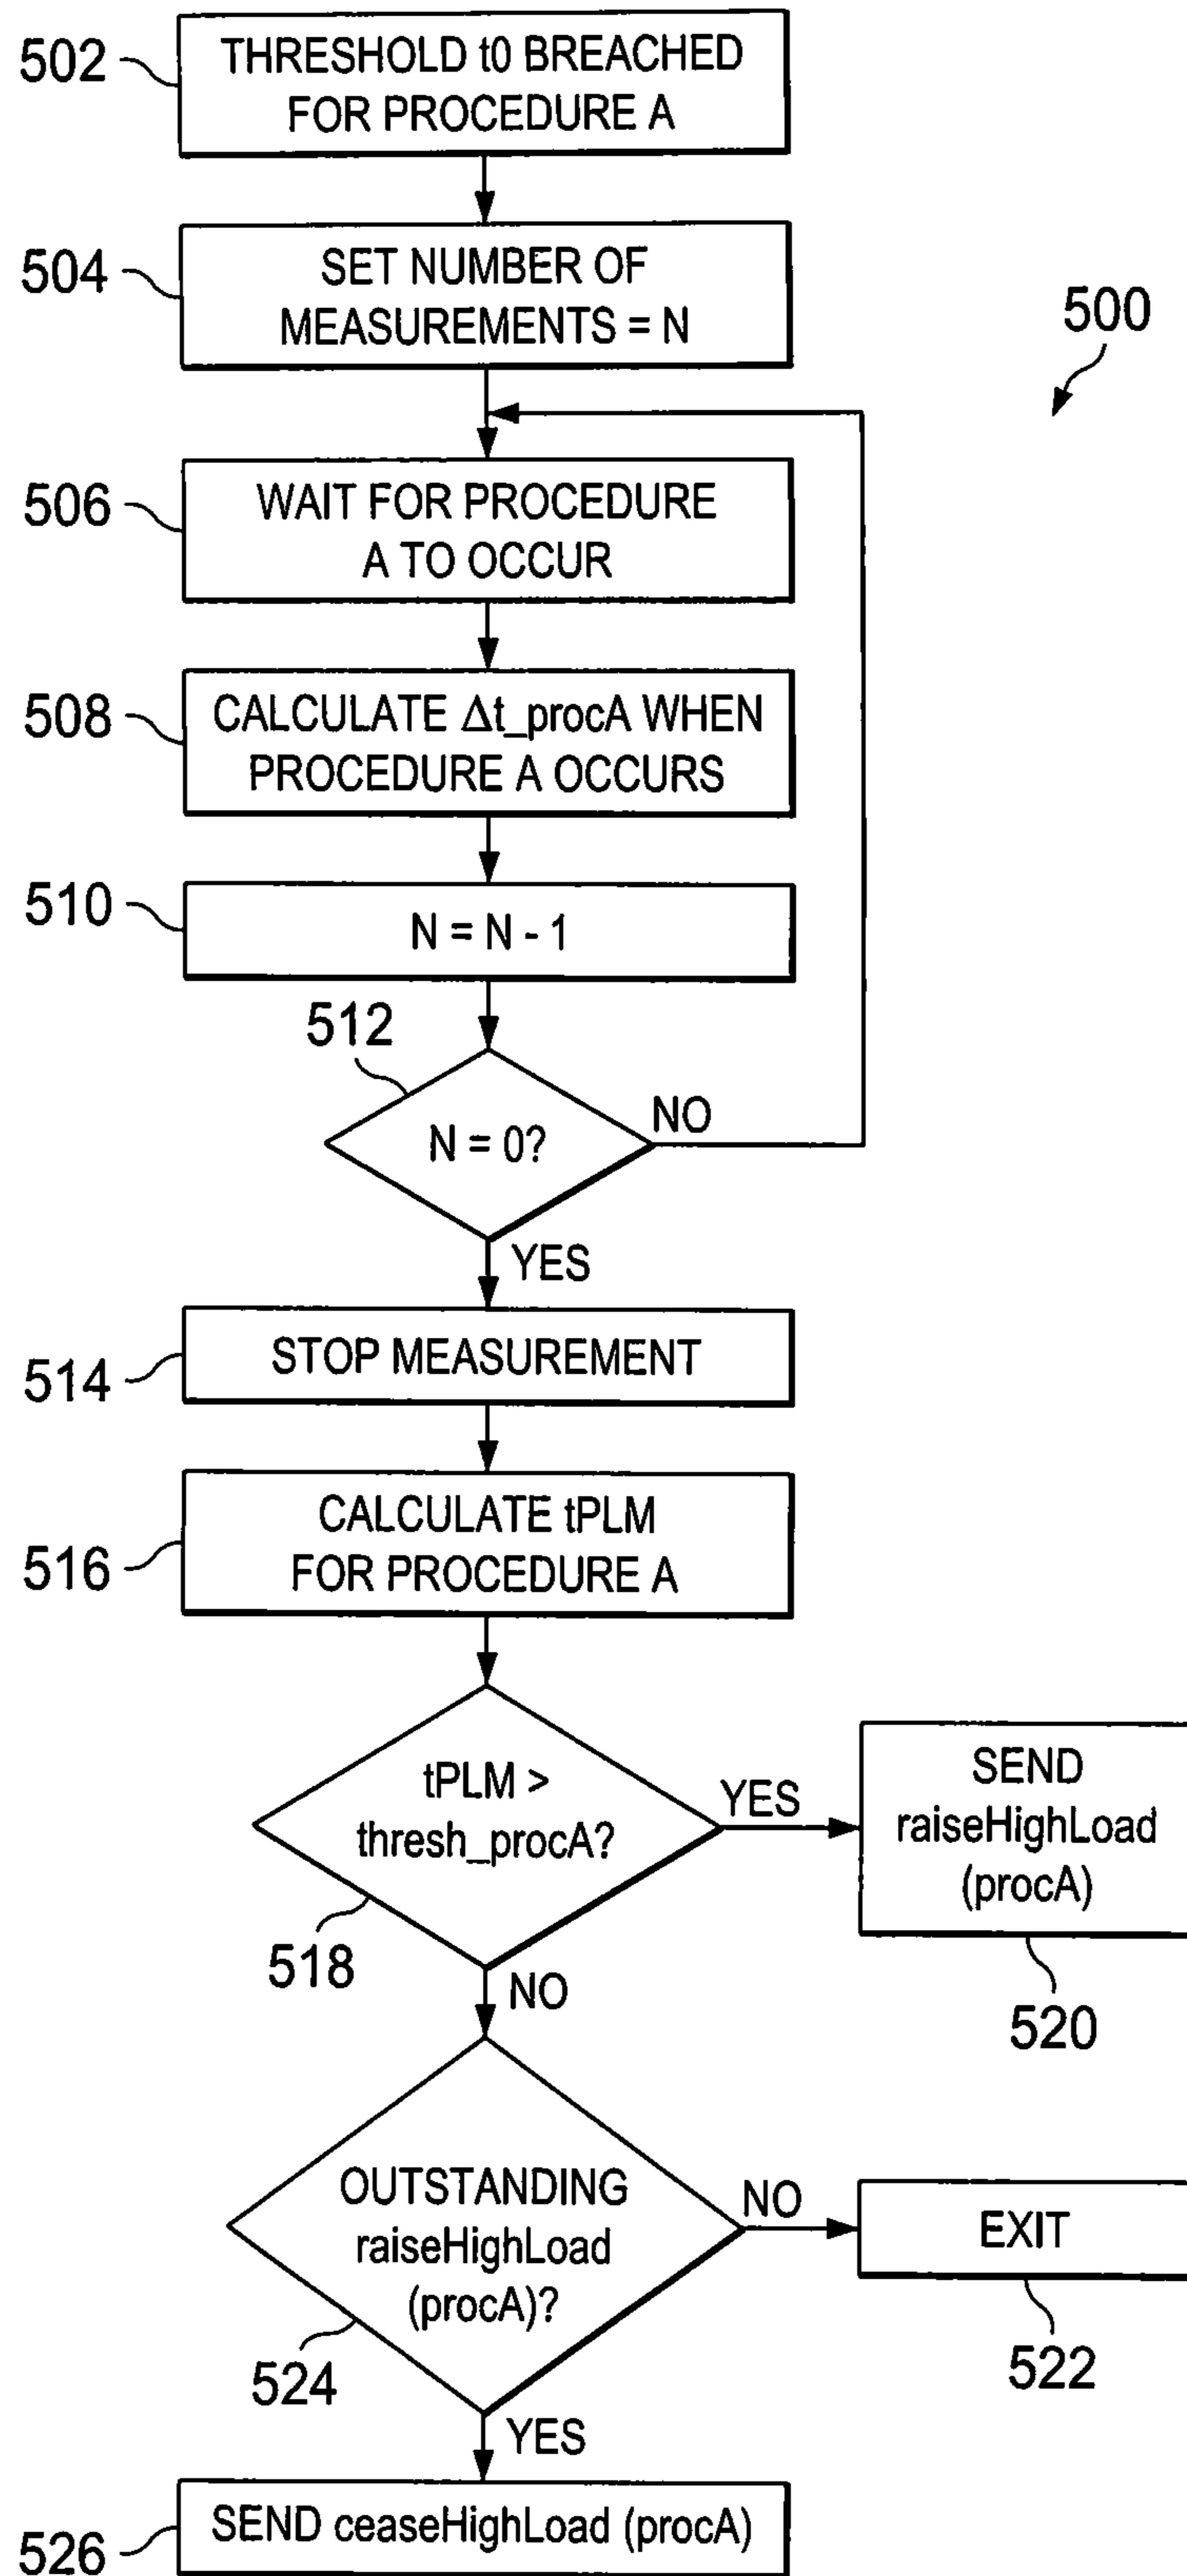 502
THRESHOLD t0 BREACHED
FOR PROCEDURE A
504
SET NUMBER OF
MEASUREMENTS = N
500
506
WAIT FOR PROCEDURE
A TO OCCUR
508
CALCULATE Δt_procA WHEN
PROCEDURE A OCCURS
510
N = N - 1
512
N = 0?
NO
YES
514
STOP MEASUREMENT
516
CALCULATE tPLM
FOR PROCEDURE A
518
tPLM >
thresh_procA?
YES
SEND
raiseHighLoad
(procA)
520
NO
524
OUTSTANDING
raiseHighLoad
(procA)?
NO
EXIT
522
YES
526
SEND ceaseHighLoad (procA)